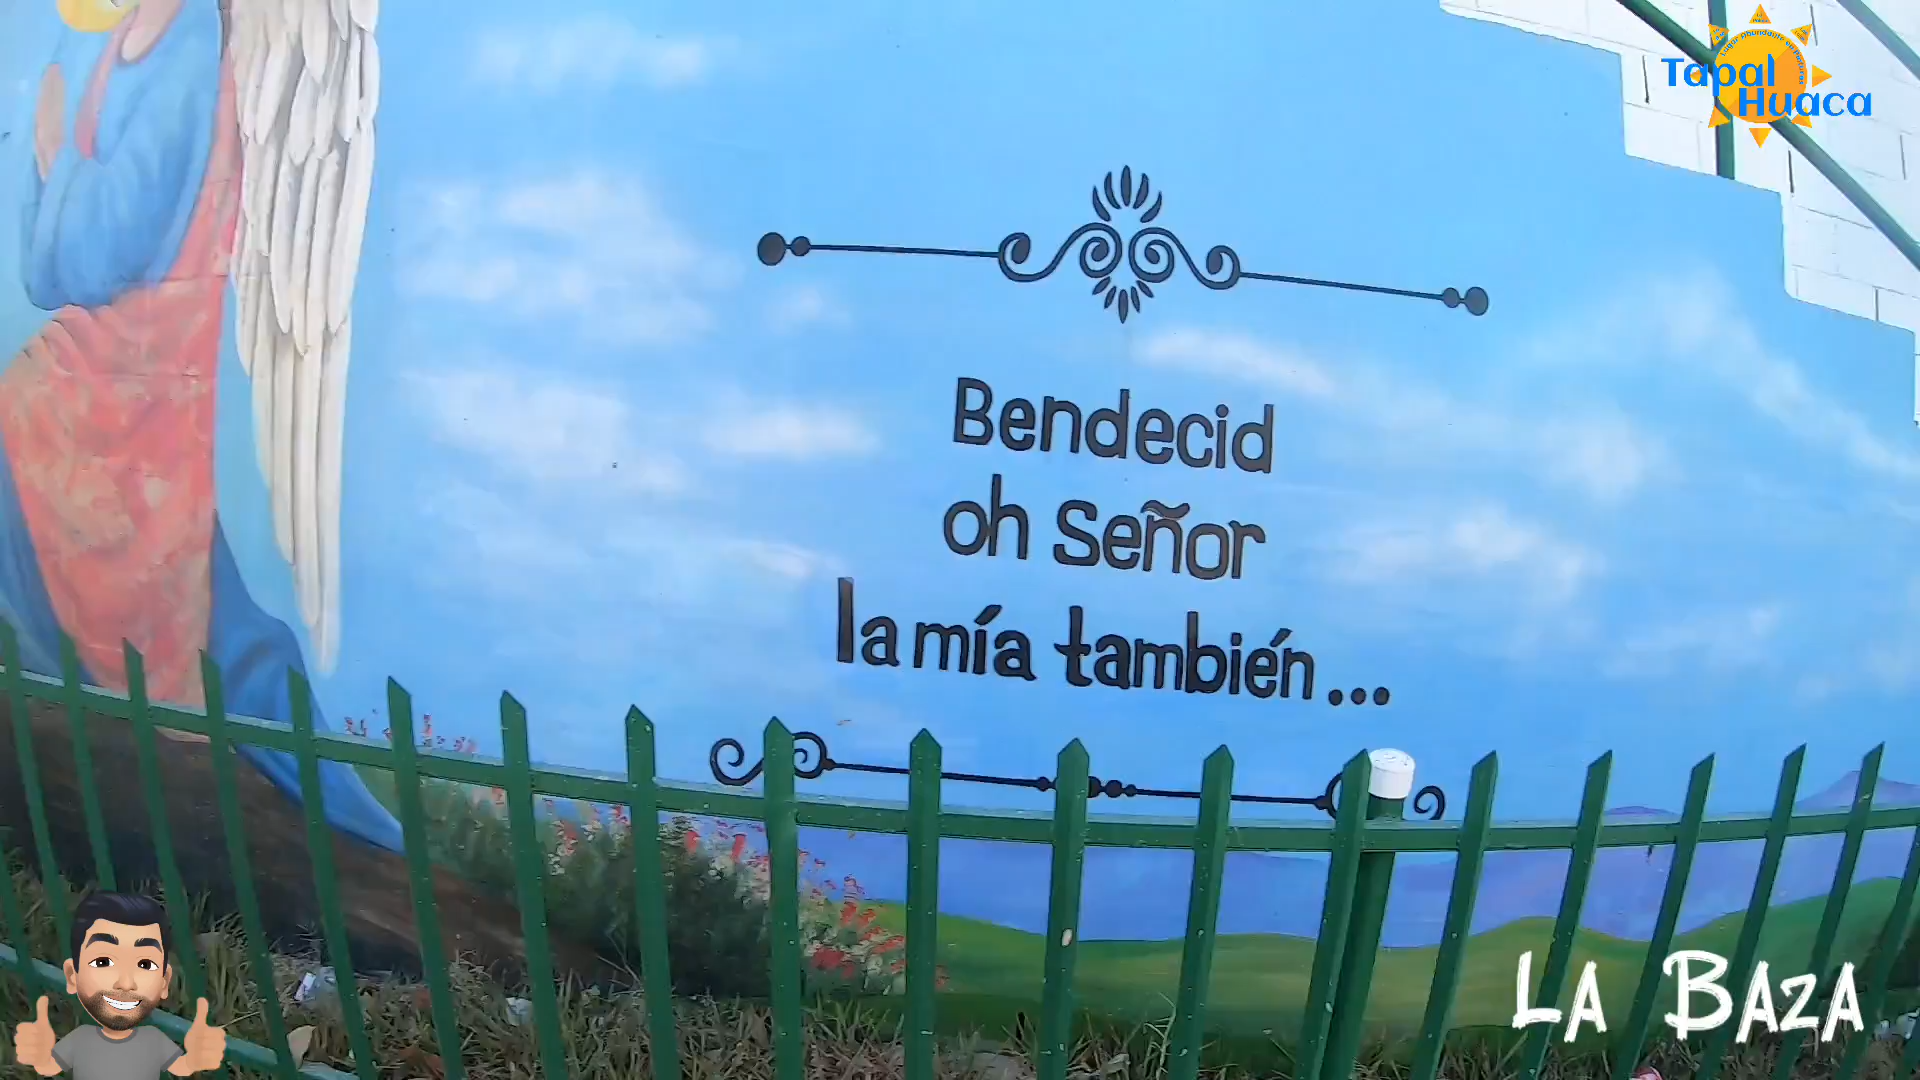 Tapal
Huaca
Bendecid
oh Señor
la mía también...
LA BAZA